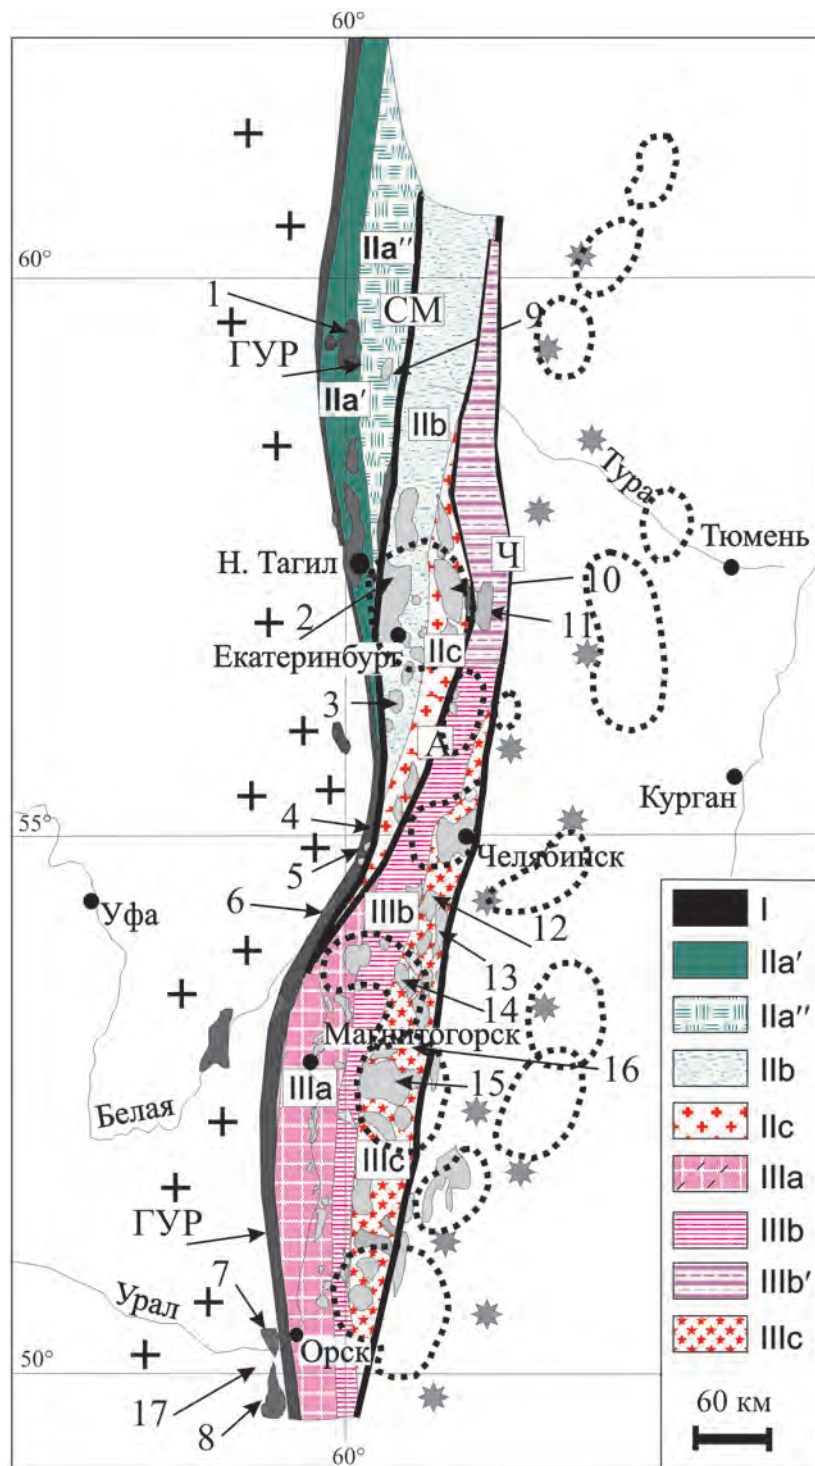 60°
60°
IIa′′
1
СМ
9
ГУР
IIa′
IIb
Тура
Ч
Тюмень
Н. Тагил
10
2
11
Екатеринбург
IIc
3
А
Курган
4
55°
5
Челябинск
6
Уфа
IIIb
12
13
14
Магнитогорск
16
IIIa
15
Белая
IIIc
ГУР
7
Урал
Орск
50°
17
8
60°
I
IIa′
IIa′′
IIb
IIc
IIIa
IIIb
IIIb′
IIIc
60 км